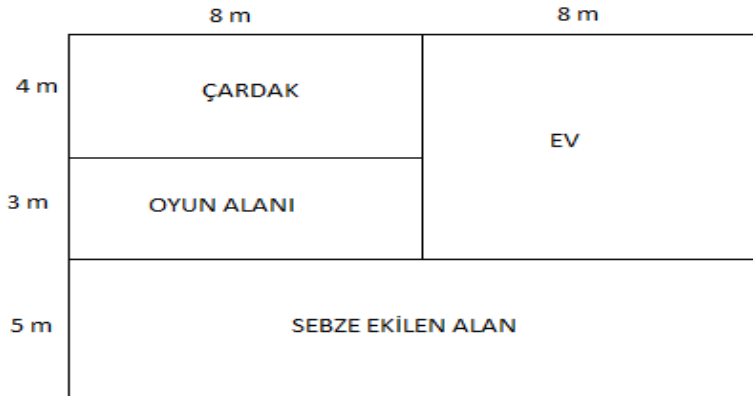 8 m
8 m
4 m
ÇARDAK
EV
3 m
OYUN ALANI
5 m
SEBZE EKİLEN ALAN